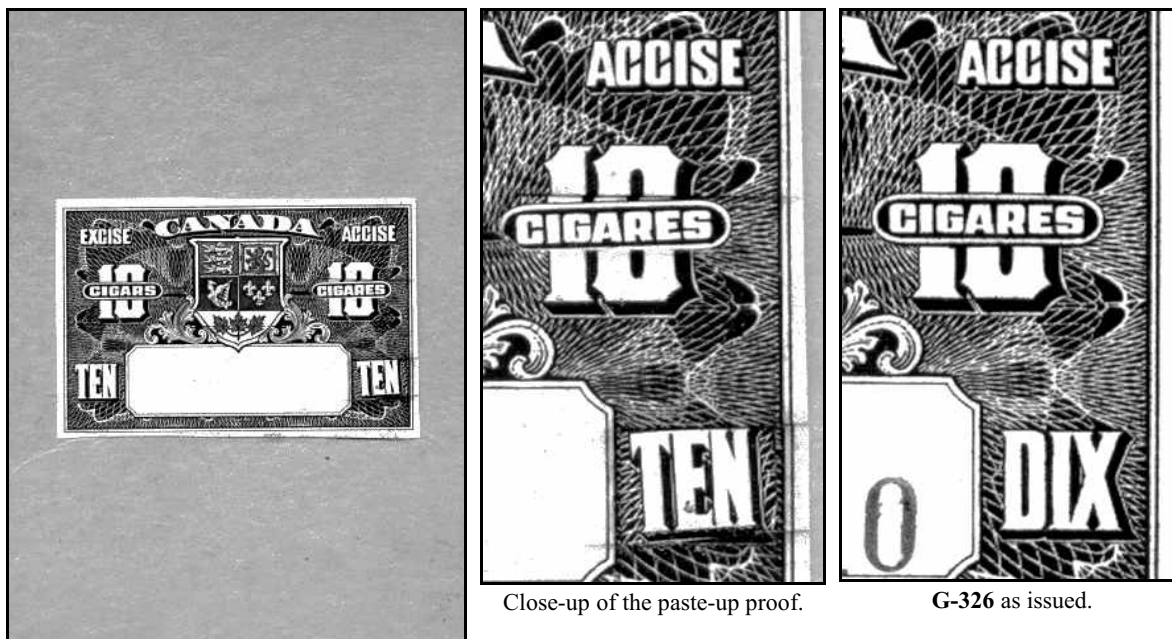 CANADA
EXCISE ACCISE
10 10
CIGARS CIGARES
TEN TEN
ACCISE
10
CIGARES
TEN
Close-up of the paste-up proof.
ACCISE
10
CIGARES
0
DIX
G-326 as issued.